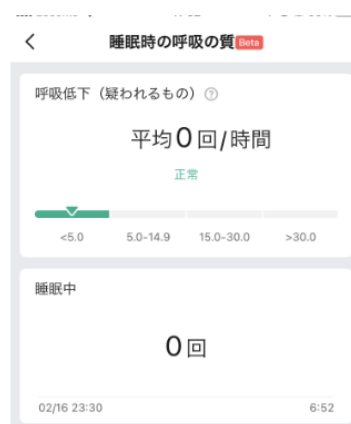 睡眠時の呼吸の質 Beta
呼吸低下（疑われるもの） ?
平均0回/時間
正常
<5.0 5.0-14.9 15.0-30.0 >30.0
睡眠中
0回
02/16 23:30 6:52